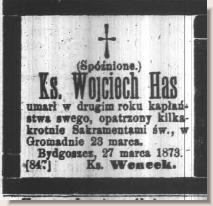 (Spóźnione.)
Ks. Wojciech Has
umarł w drugim roku kapłań-
stwa swego, opatrzony kilka-
krotnie Sakramentami św., w
Gromadnie 23 marca.
Bydgoszcz, 27 marca 1873.
[847] Ks. Wencek.